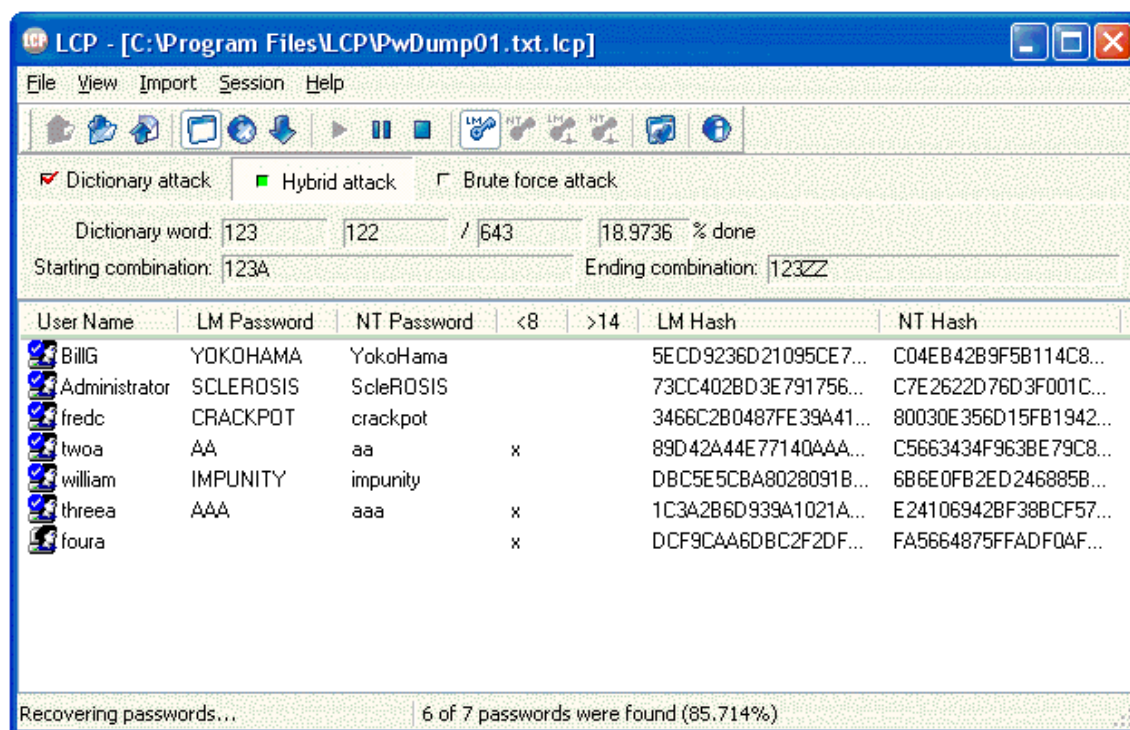 LCP - [C:\Program Files\LCP\PwDump01.txt.lcp]
File View Import Session Help
LM NT LM NT
Dictionary attack Hybrid attack Brute force attack
Dictionary word: 123 122 / 643 18.9736 % done
Starting combination: 123A Ending combination: 123ZZ
User Name LM Password NT Password <8 >14 LM Hash NT Hash
BillG YOKOHAMA YokoHama 5ECD9236D21095CE7... C04EB42B9F5B114C8...
Administrator SCLEROSIS ScleROSIS 73CC402BD3E791756... C7E2622D76D3F001C...
fredc CRACKPOT crackpot 3466C2B0487FE39A41... 80030E356D15FB1942...
twoa AA aa x 89D42A44E77140AAA... C5663434F963BE79C8...
william IMPUNITY impunity DBC5E5CBA8028091B... 6B6E0FB2ED246885B...
threea AAA aaa x 1C3A2B6D939A1021A... E24106942BF38BCF57...
foura x DCF9CAA6DBC2F2DF... FA5664875FFADF0AF...
Recovering passwords... 6 of 7 passwords were found (85.714%)